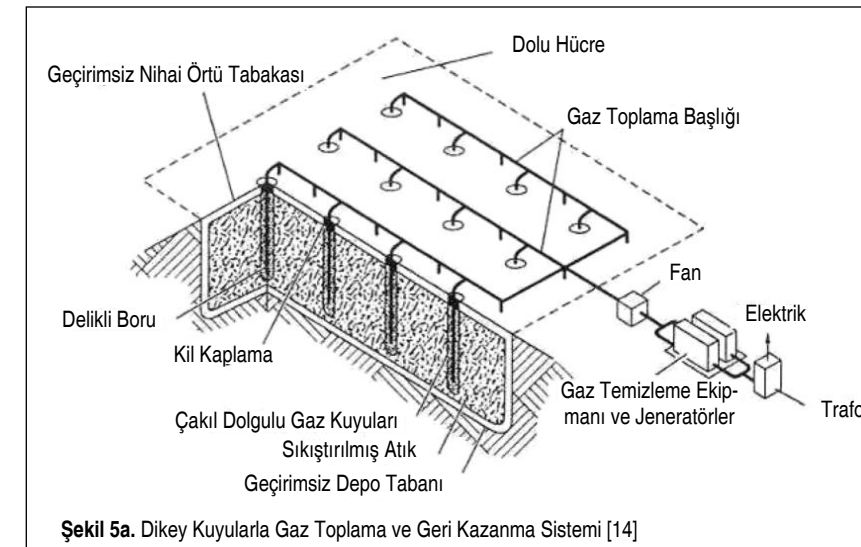 Dolu Hücre
Geçirimsiz Nihai Örtü Tabakası
Gaz Toplama Başlığı
Fan
Elektrik
Delikli Boru
Kil Kaplama
Gaz Temizleme Ekip-
manı ve Jeneratörler
Trafo
Çakıl Dolgulu Gaz Kuyuları
Sıkıştırılmış Atık
Geçirimsiz Depo Tabanı
Şekil 5a. Dikey Kuyularla Gaz Toplama ve Geri Kazanma Sistemi [14]